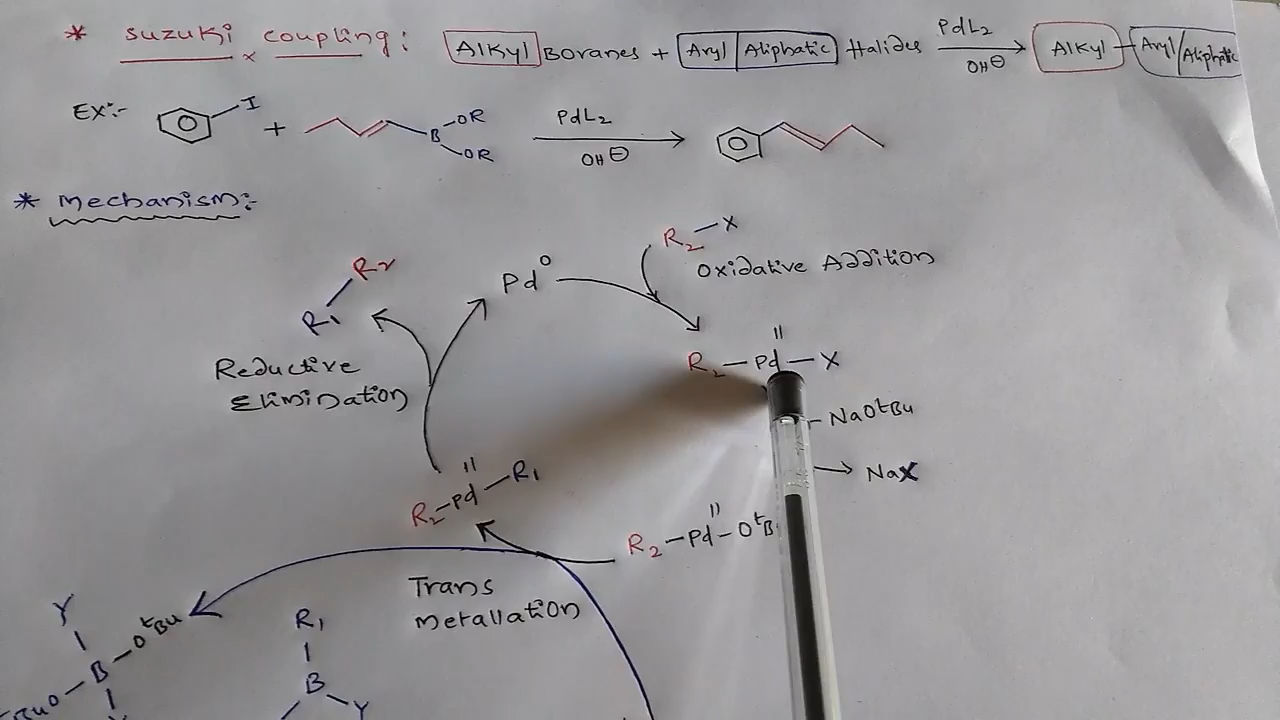 * Suzuki coupling: Alkyl Boranes + Aryl Aliphatic Halides PdL2 OH⊖ Alkyl Aryl/Aliphatic
Ex:- I + B OR OR PdL2 OH⊖
* Mechanism:-
R2-X
Oxidative Addition
Pd0
R1 R2
Reductive Elimination
R2-Pd-X II
NaOtBu
NaX
R2-Pd-R1 II
R2-Pd-OtB II
Trans metallation
Y
B OtBu
BuO
R1
B
Y